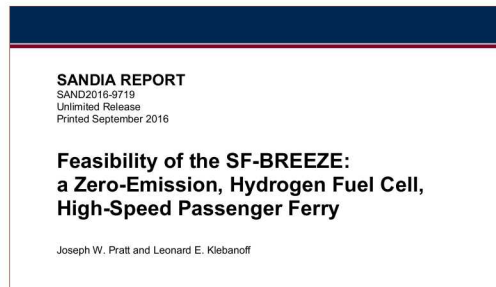 SANDIA REPORT
SAND2016-9719
Unlimited Release
Printed September 2016
Feasibility of the SF-BREEZE:
a Zero-Emission, Hydrogen Fuel Cell,
High-Speed Passenger Ferry
Joseph W. Pratt and Leonard E. Klebanoff